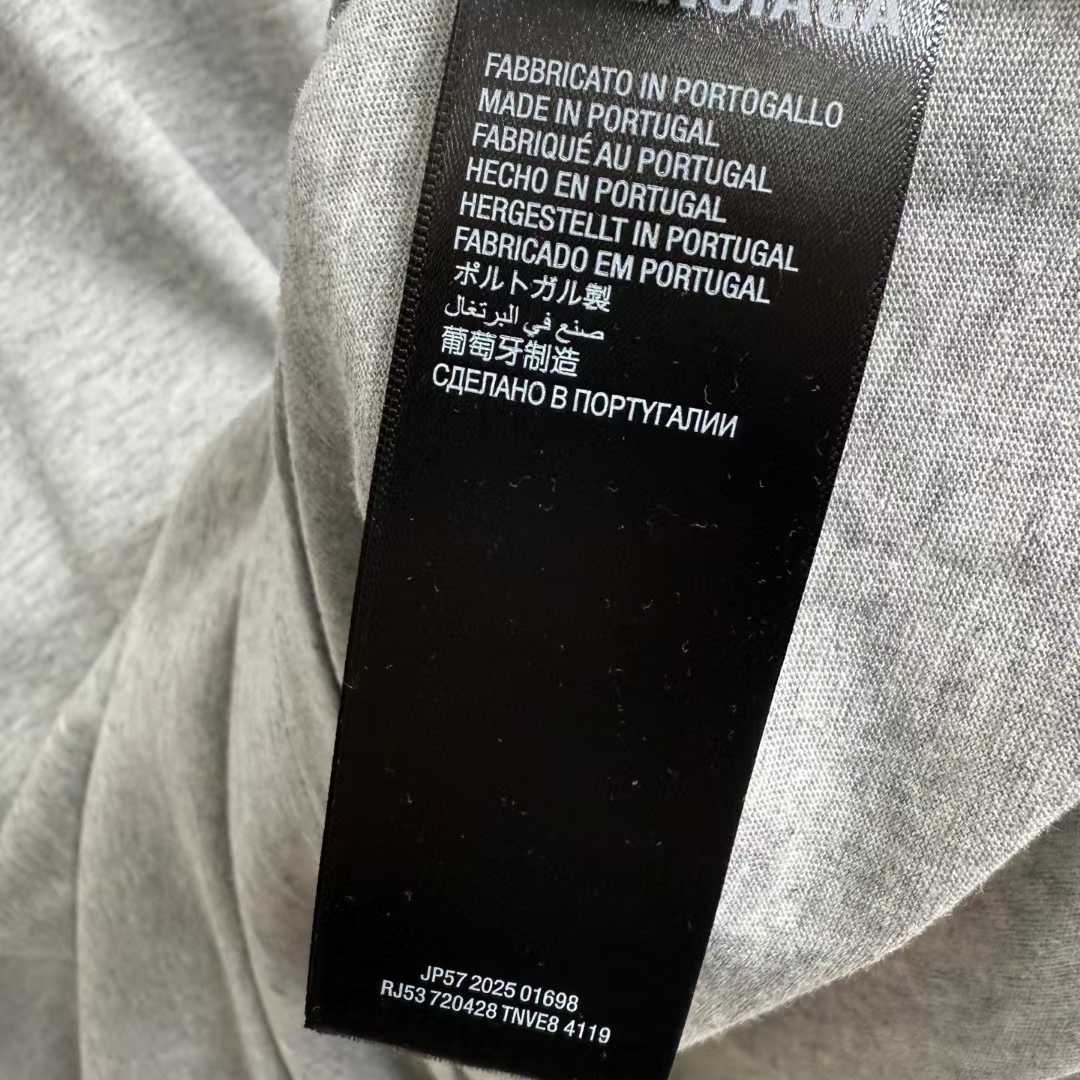 FABBRICATO IN PORTOGALLO
MADE IN PORTUGAL
FABRIQUÉ AU PORTUGAL
HECHO EN PORTUGAL
HERGESTELLT IN PORTUGAL
FABRICADO EM PORTUGAL
ポルトガル製
صنع في البرتغال
葡萄牙制造
СДЕЛАНО В ПОРТУГАЛИИ
JP57 2025 01698
RJ53 720428 TNVE8 4119